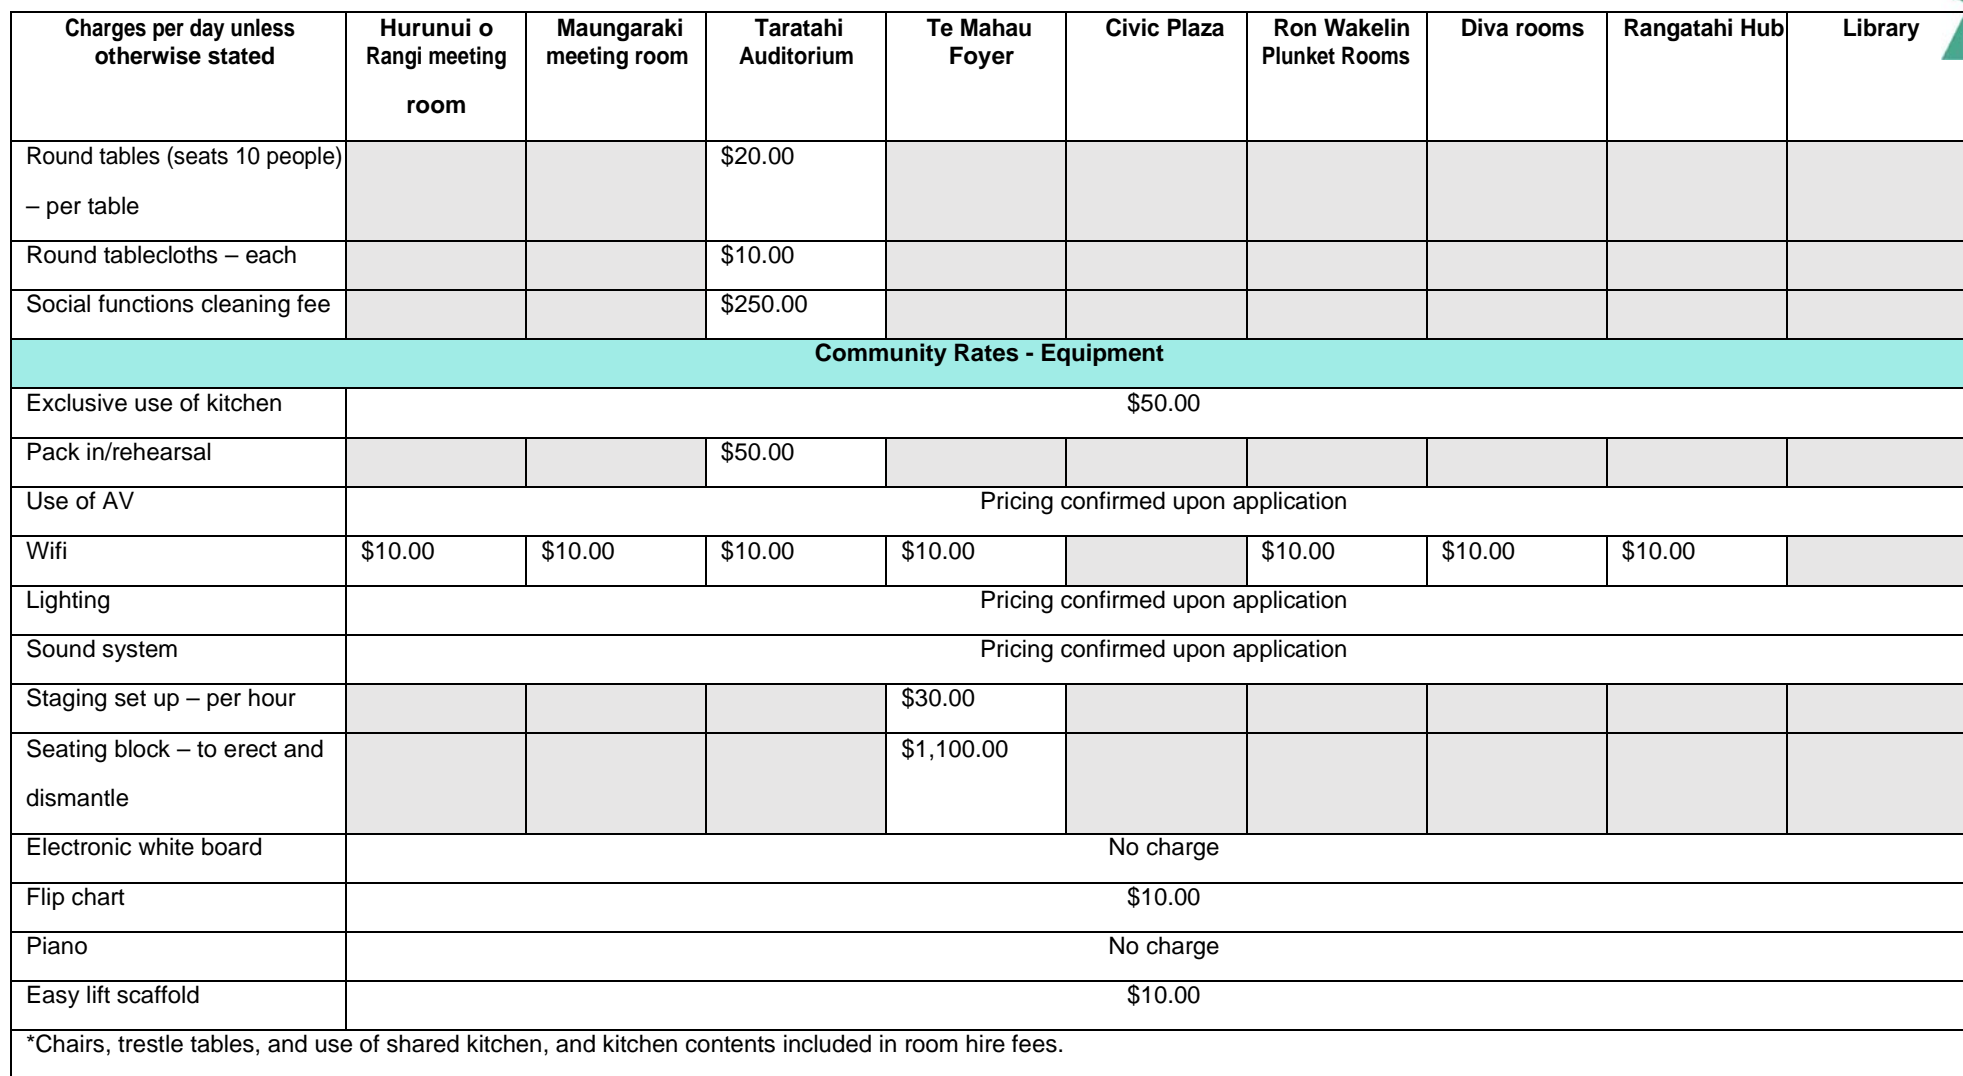 Charges per day unless otherwise stated Hurunui o Rangi meeting room Maungaraki meeting room Taratahi Auditorium Te Mahau Foyer Civic Plaza Ron Wakelin Plunket Rooms Diva rooms Rangatahi Hub Library
Round tables (seats 10 people) – per table $20.00
Round tablecloths – each $10.00
Social functions cleaning fee $250.00
Community Rates - Equipment
Exclusive use of kitchen $50.00
Pack in/rehearsal $50.00
Use of AV Pricing confirmed upon application
Wifi $10.00 $10.00 $10.00 $10.00 $10.00 $10.00 $10.00
Lighting Pricing confirmed upon application
Sound system Pricing confirmed upon application
Staging set up – per hour $30.00
Seating block – to erect and dismantle $1,100.00
Electronic white board No charge
Flip chart $10.00
Piano No charge
Easy lift scaffold $10.00
*Chairs, trestle tables, and use of shared kitchen, and kitchen contents included in room hire fees.